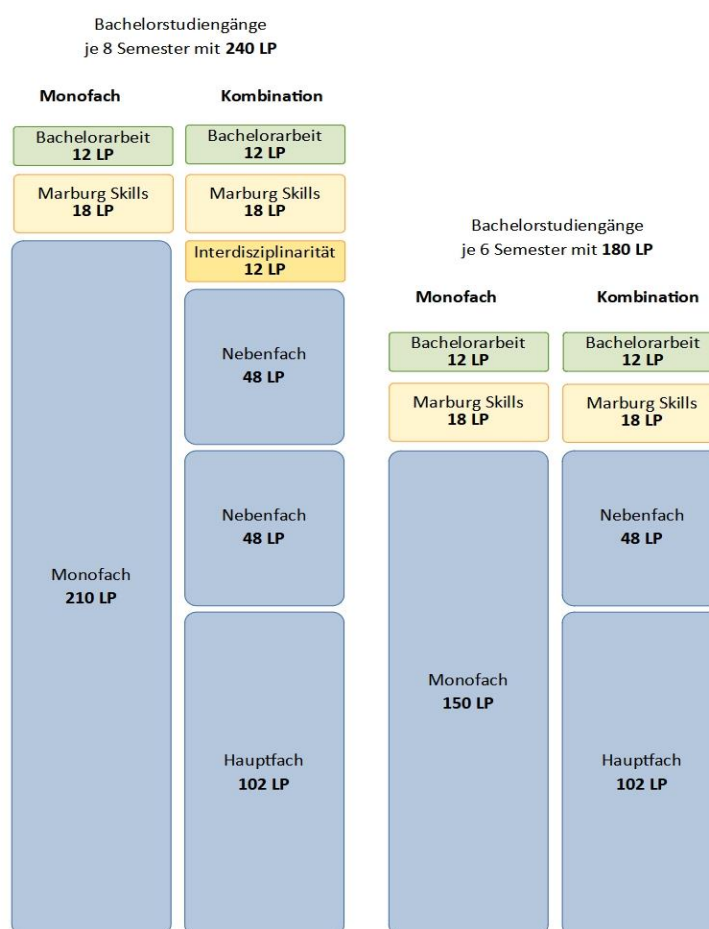 Bachelorstudiengänge
je 8 Semester mit 240 LP
Monofach
Kombination
Bachelorarbeit
12 LP
Marburg Skills
18 LP
Monofach
210 LP
Bachelorarbeit
12 LP
Marburg Skills
18 LP
Interdisziplinarität
12 LP
Nebenfach
48 LP
Nebenfach
48 LP
Hauptfach
102 LP
Bachelorstudiengänge
je 6 Semester mit 180 LP
Monofach
Kombination
Bachelorarbeit
12 LP
Marburg Skills
18 LP
Monofach
150 LP
Bachelorarbeit
12 LP
Marburg Skills
18 LP
Nebenfach
48 LP
Hauptfach
102 LP